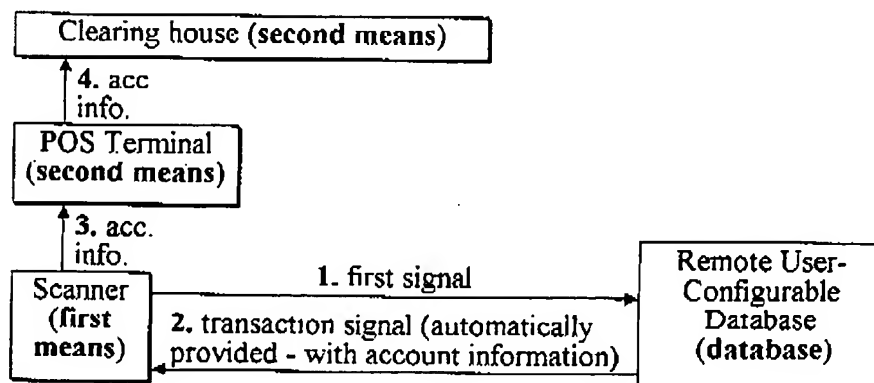 Clearing house (second means)
4. acc
info.
POS Terminal
(second means)
3. acc.
info.
Scanner
(first
means)
1. first signal
2. transaction signal (automatically
provided - with account information)
Remote User-
Configurable
Database
(database)